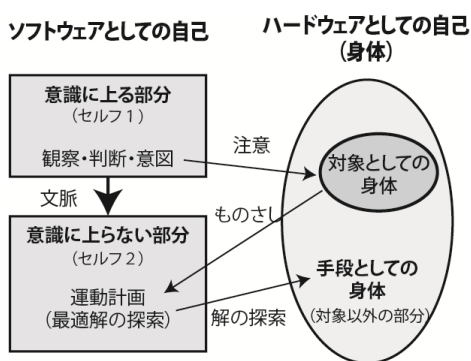 ソフトウェアとしての自己
ハードウェアとしての自己
(身体)
意識に上る部分
(セルフ1)
観察・判断・意図
注意
対象としての
身体
文脈
ものさし
意識に上らない部分
(セルフ2)
運動計画
(最適解の探索)
解の探索
手段としての
身体
(対象以外の部分)